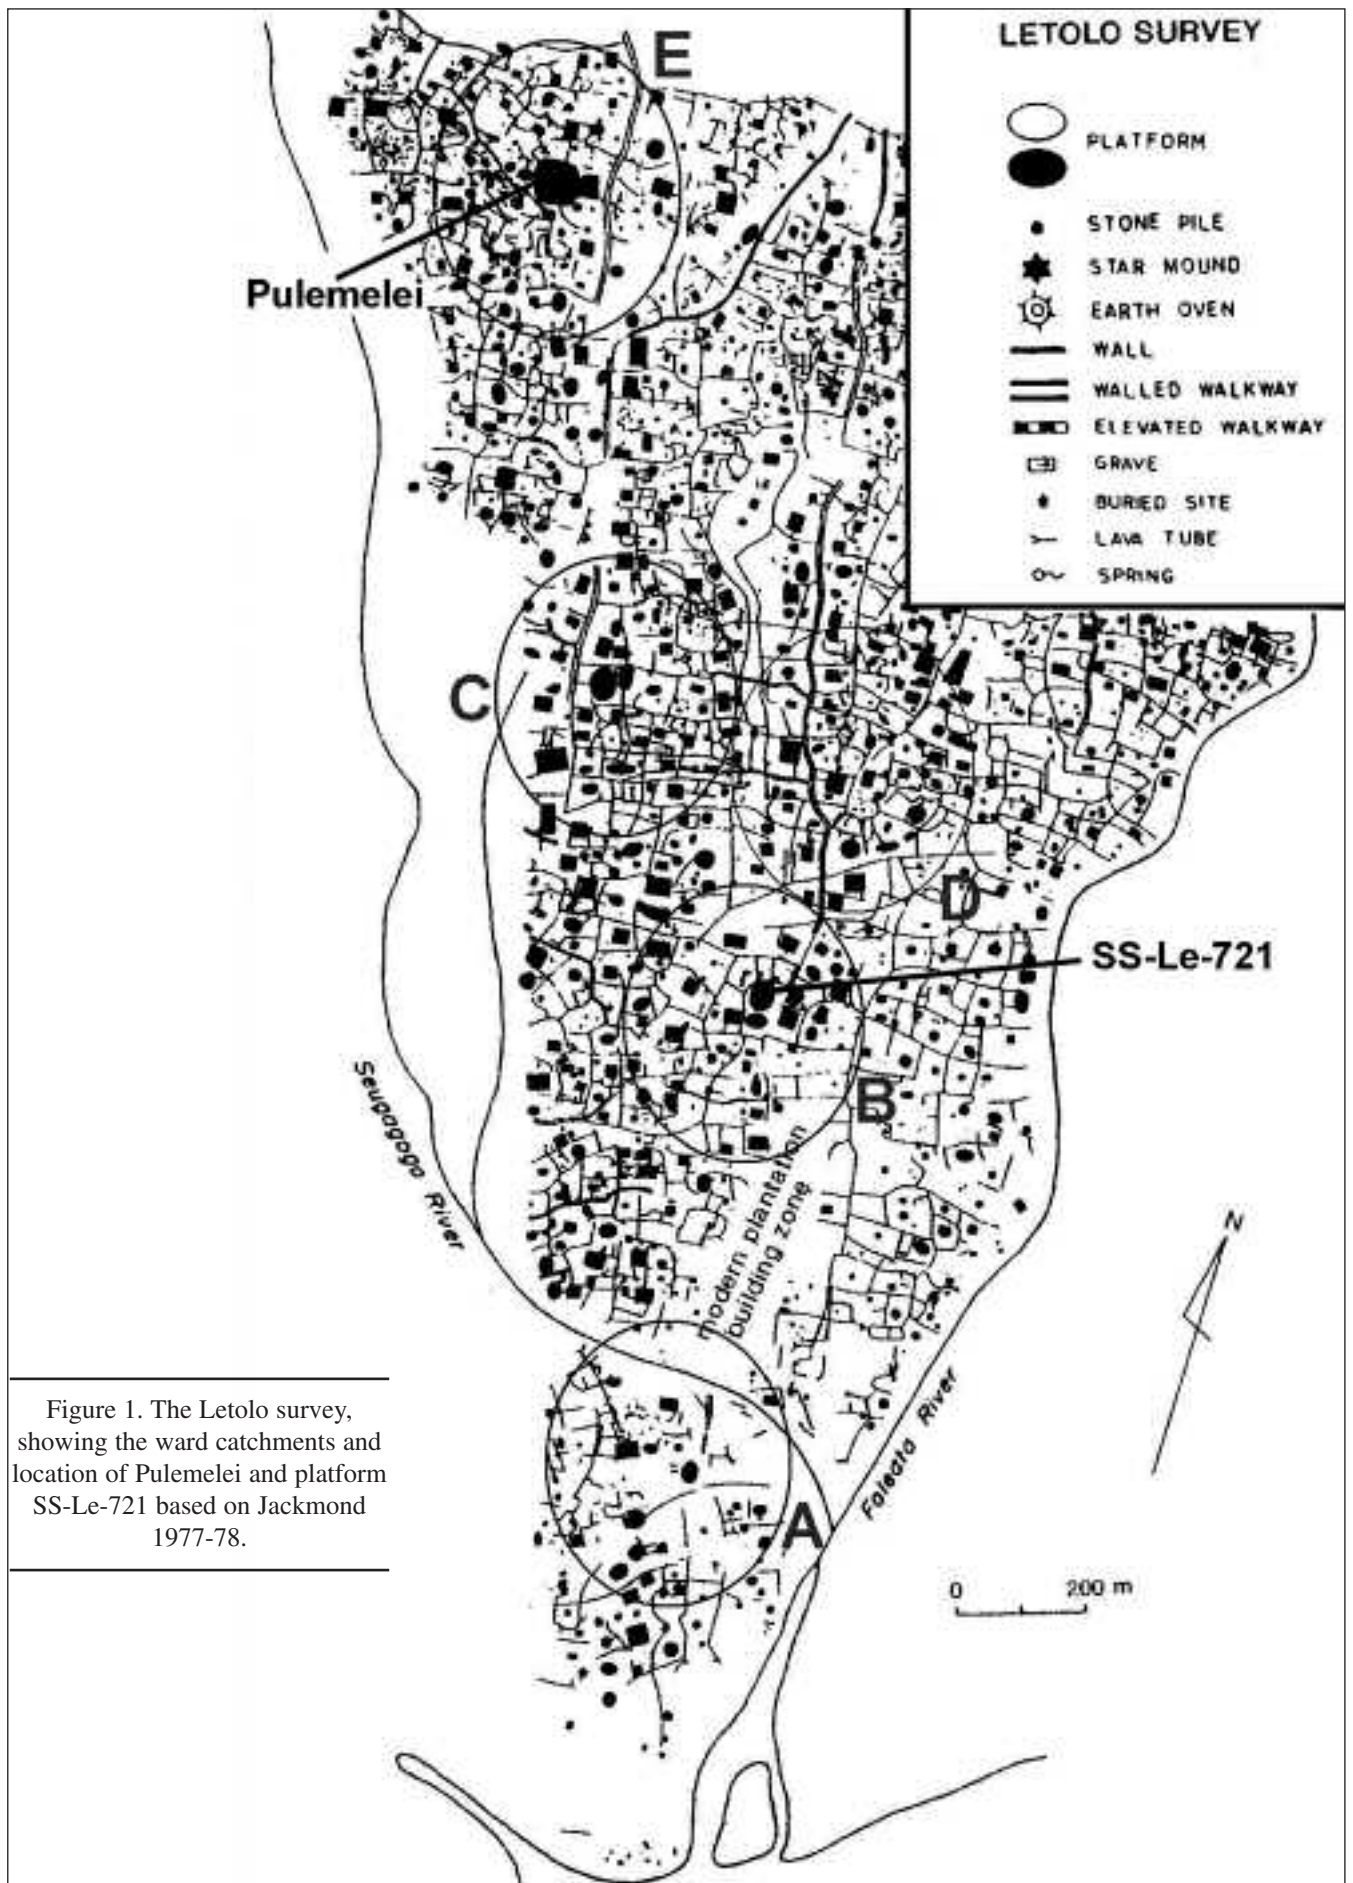 LETOLO SURVEY
PLATFORM
STONE PILE
STAR MOUND
EARTH OVEN
WALL
WALLED WALKWAY
ELEVATED WALKWAY
GRAVE
BURIED SITE
LAVA TUBE
SPRING
E
Pulemelei
C
D
SS-Le-721
B
Seugagogo River
modern plantation
building zone
N
A
Faleata River
0 200 m
Figure 1. The Letolo survey,
showing the ward catchments and
location of Pulemelei and platform
SS-Le-721 based on Jackmond
1977-78.